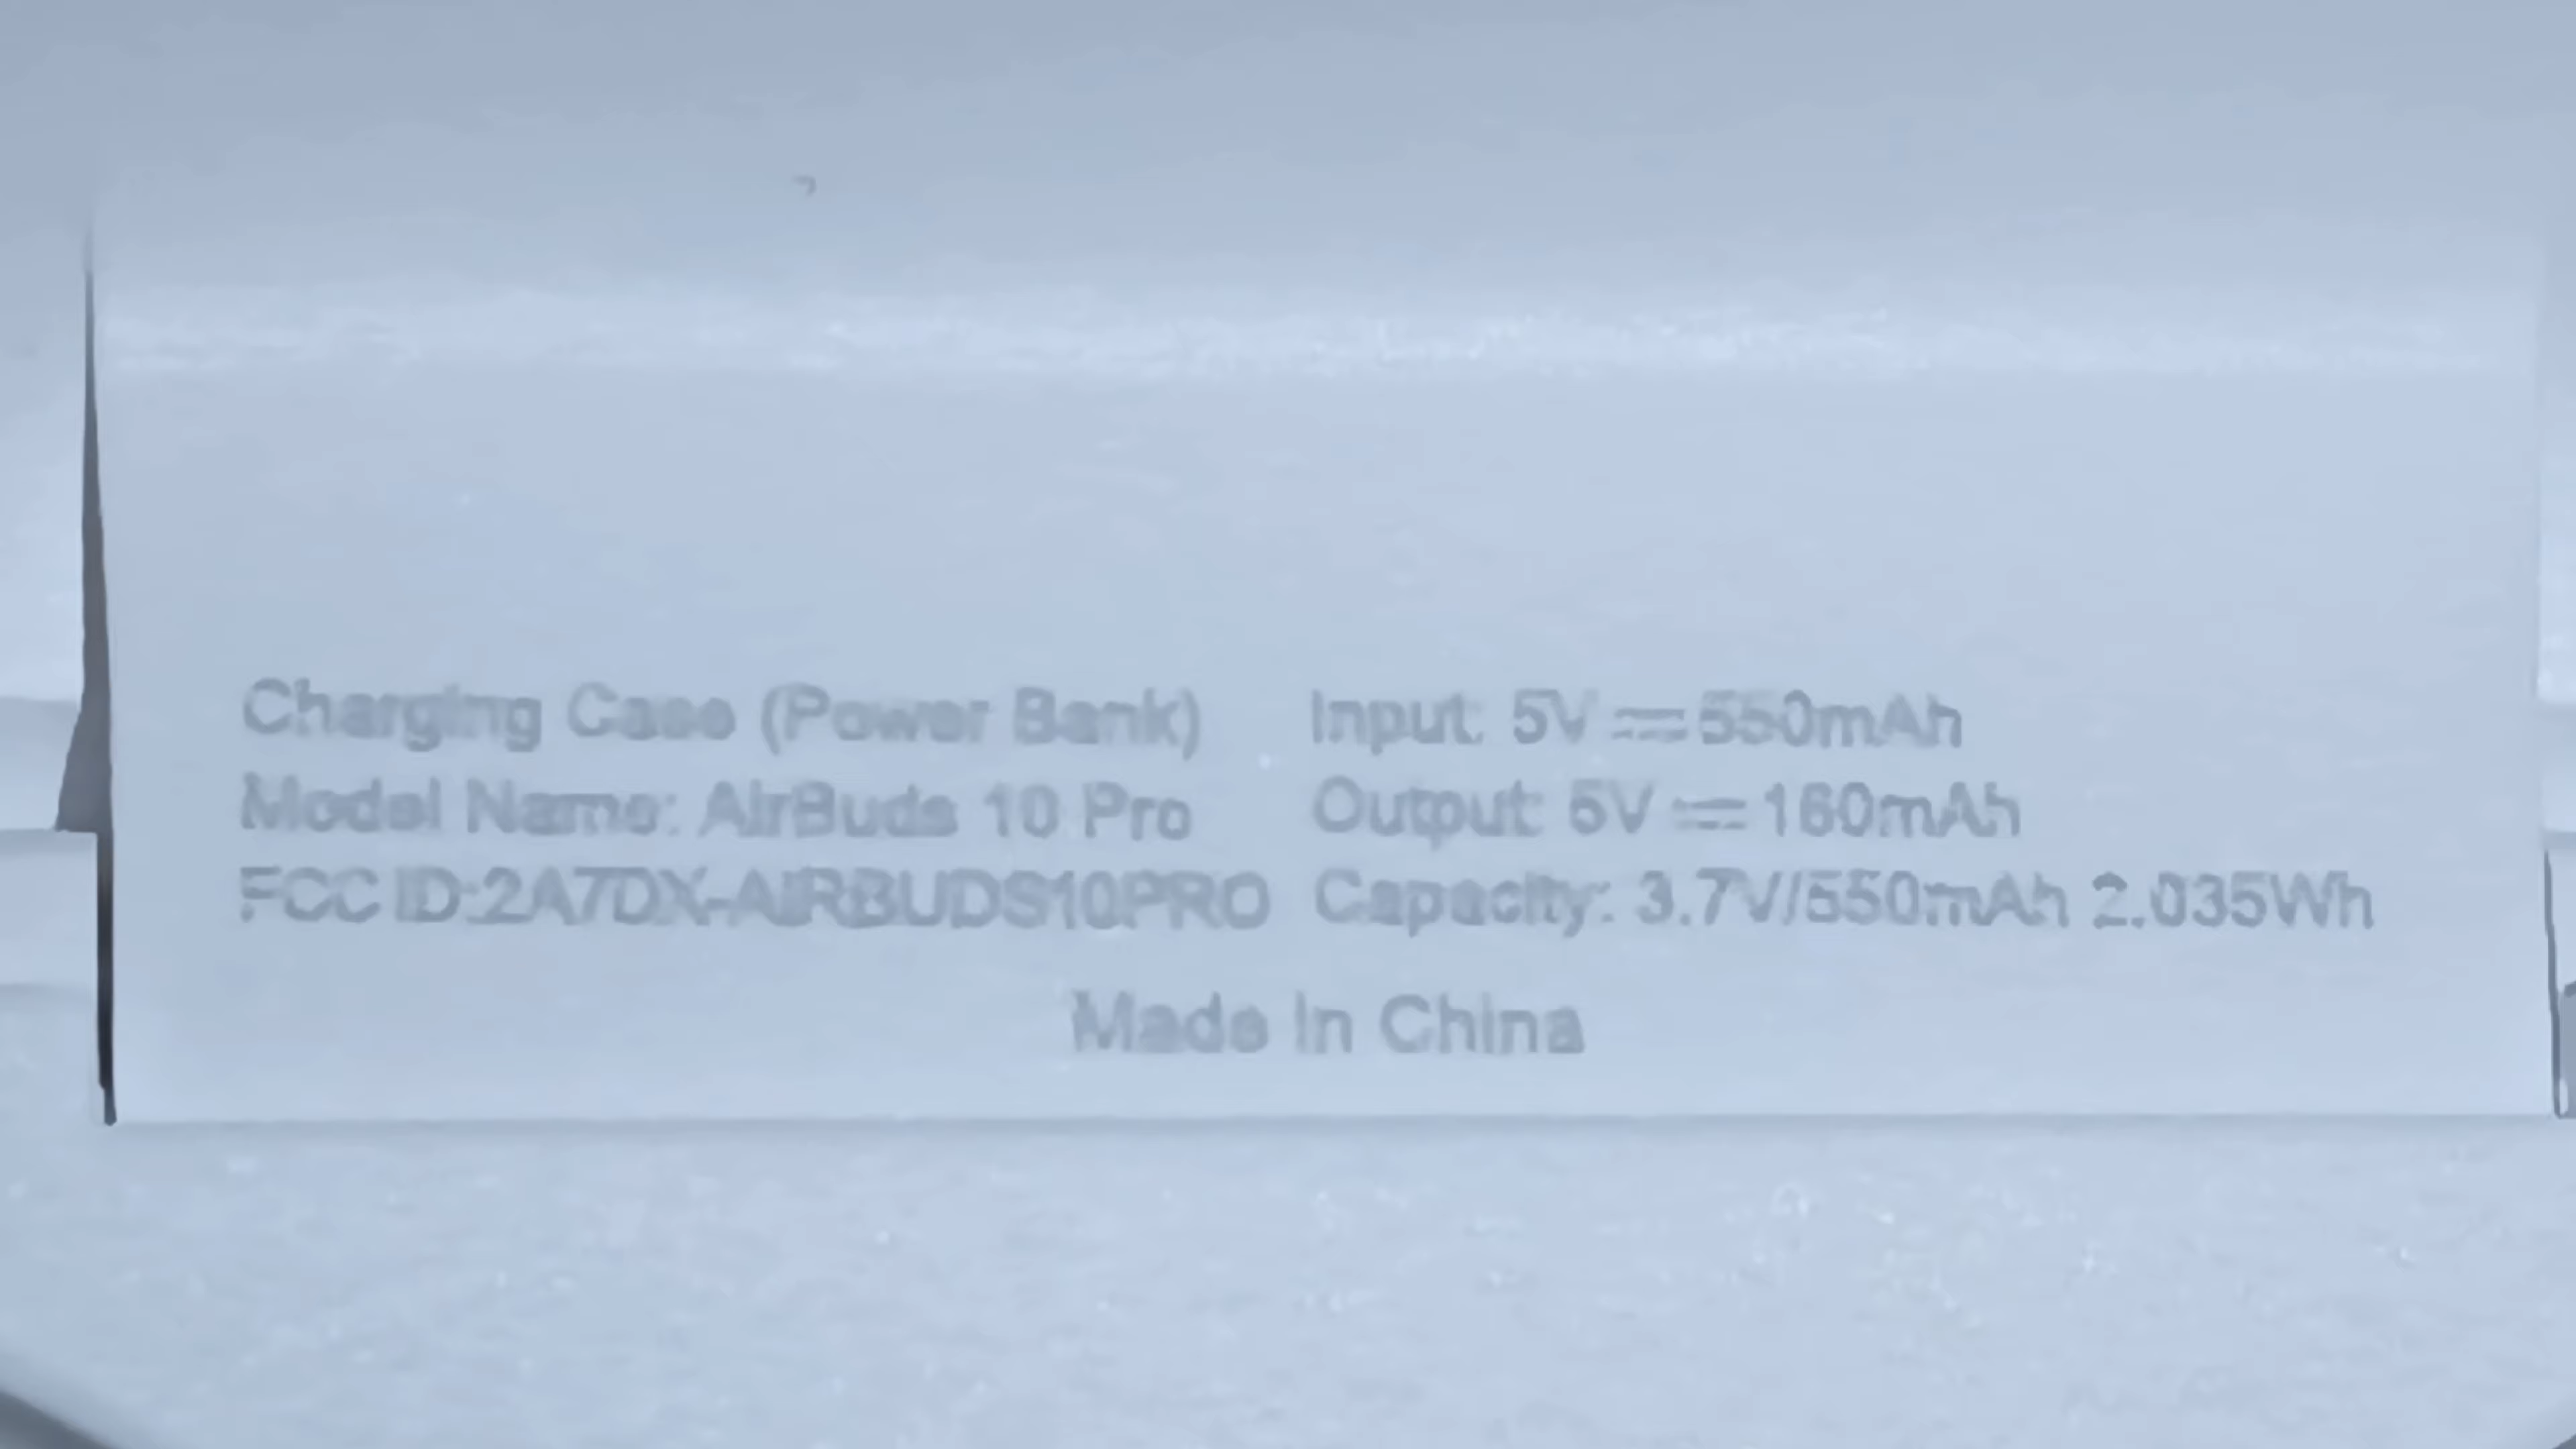 Charging Case (Power Bank)
Model Name: AirBuds 10 Pro
FCC ID:2A7DX-AIRBUDS10PRO
Input: 5V ⎓ 550mAh
Output: 5V ⎓ 160mAh
Capacity: 3.7V/550mAh 2.035Wh
Made In China